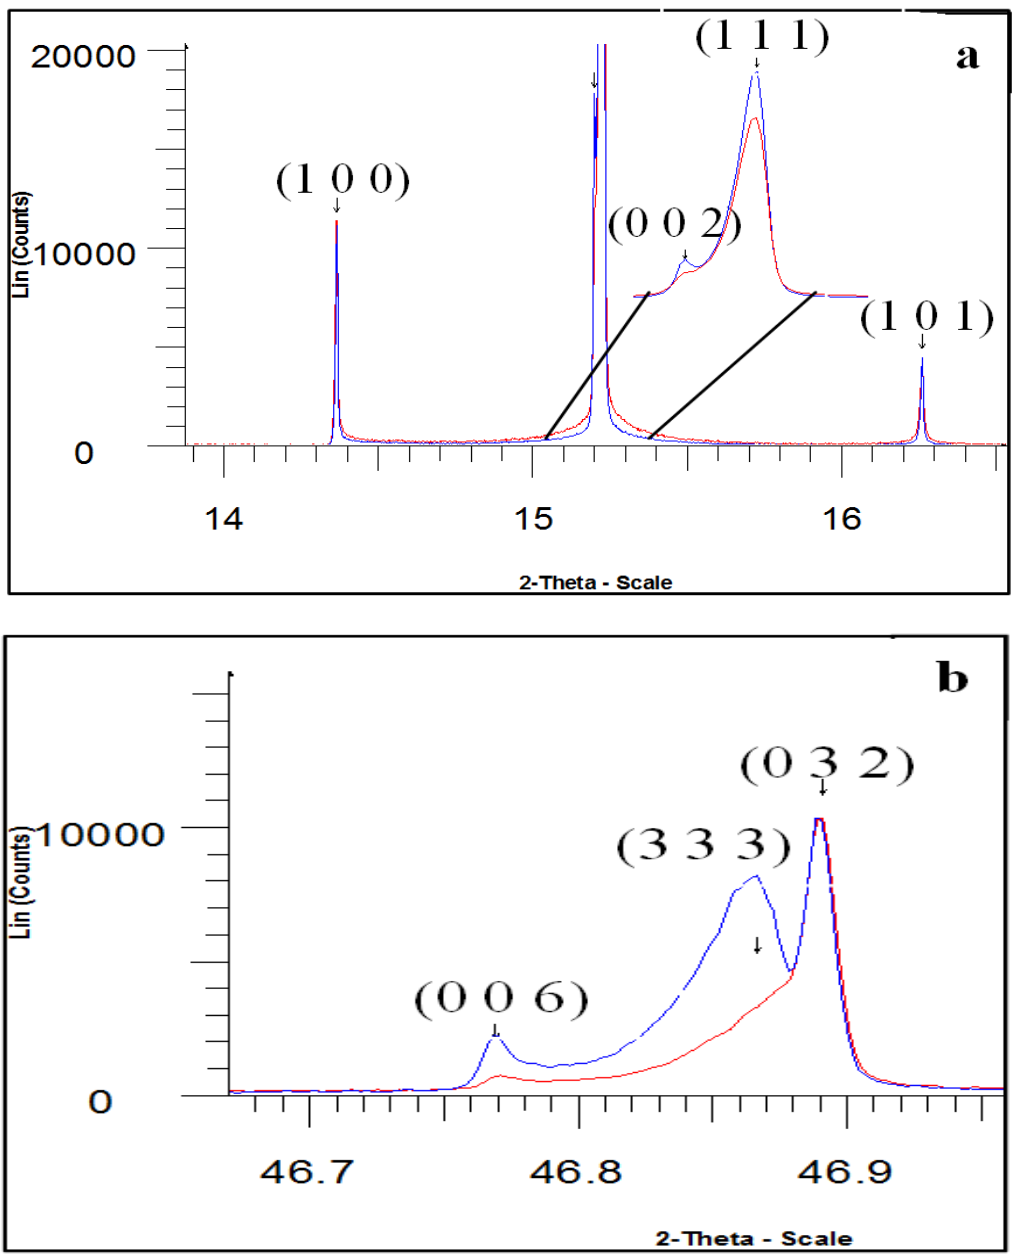 a
(1 1 1)
20000
(1 0 0)
(0 0 2)
10000
(1 0 1)
0
Lin (Counts)
14 15 16
2-Theta - Scale
b
(0 3 2)
10000
(3 3 3)
(0 0 6)
0
Lin (Counts)
46.7 46.8 46.9
2-Theta - Scale